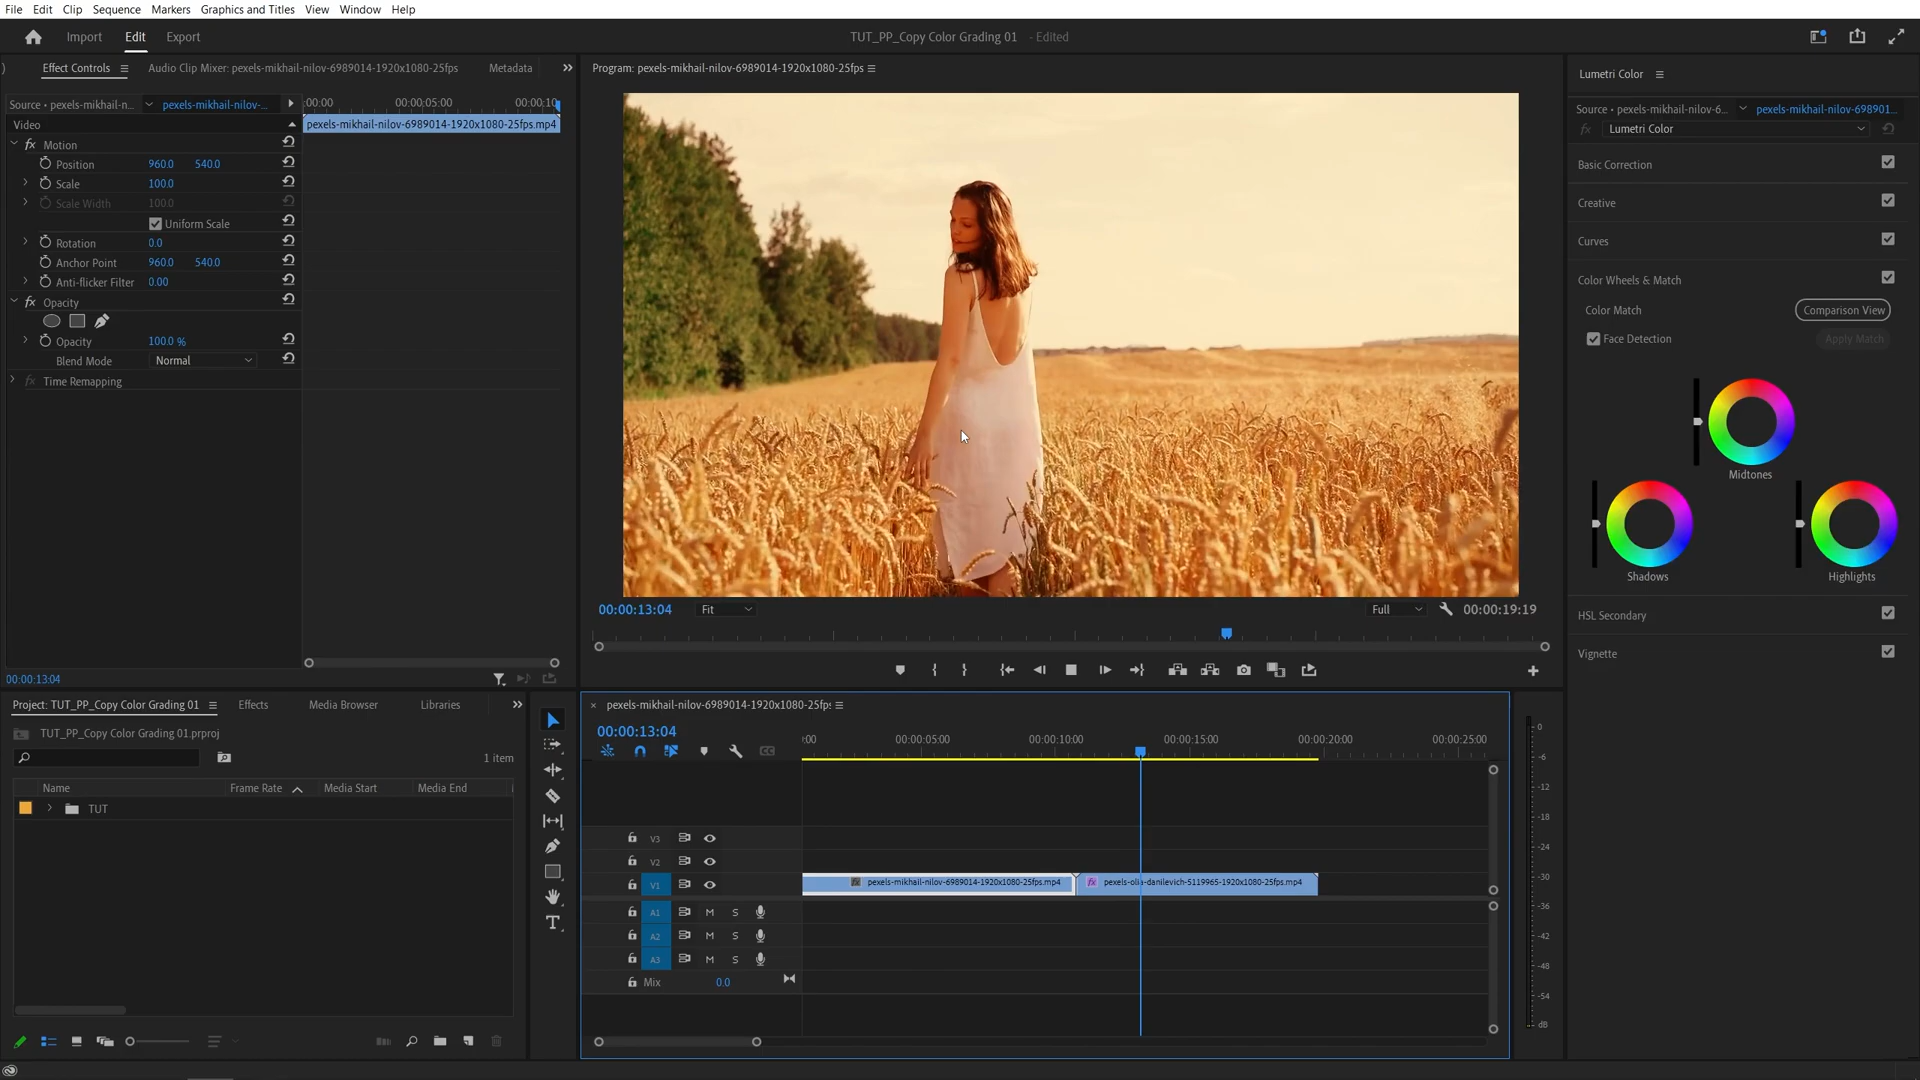 File Edit Clip Sequence Markers Graphics and Titles View Window Help
Import Edit Export
TUT_PP_Copy Color Grading 01 - Edited
Effect Controls
Audio Clip Mixer: pexels-mikhail-nilov-6989014-1920x1080-25fps
Metadata
Source • pexels-mikhail-n...
pexels-mikhail-nilov-...
:00:00 00:00:05:00 00:00:10
Video
pexels-mikhail-nilov-6989014-1920x1080-25fps.mp4
fx Motion
Position 960.0 540.0
Scale 100.0
Scale Width 100.0
Uniform Scale
Rotation 0.0
Anchor Point 960.0 540.0
Anti-flicker Filter 0.00
fx Opacity
Opacity 100.0 %
Blend Mode Normal
fx Time Remapping
00:00:13:04
Program: pexels-mikhail-nilov-6989014-1920x1080-25fps
00:00:13:04 Fit Full 00:00:19:19
Lumetri Color
Source • pexels-mikhail-nilov-6...
pexels-mikhail-nilov-698901...
fx Lumetri Color
Basic Correction
Creative
Curves
Color Wheels & Match
Color Match Comparison View
Face Detection Apply Match
Midtones
Shadows Highlights
HSL Secondary
Vignette
Project: TUT_PP_Copy Color Grading 01 Effects Media Browser Libraries
TUT_PP_Copy Color Grading 01.prproj
1 item
Name Frame Rate Media Start Media End
TUT
pexels-mikhail-nilov-6989014-1920x1080-25fps
00:00:13:04
:00 00:00:05:00 00:00:10:00 00:00:15:00 00:00:20:00 00:00:25:00
V3
V2
V1
fx pexels-mikhail-nilov-6989014-1920x1080-25fps.mp4
fx pexels-olia-danilevich-5119965-1920x1080-25fps.mp4
A1 M S
A2 M S
A3 M S
Mix 0.0
0
-6
-12
-18
-24
-30
-36
-42
-48
-54
dB